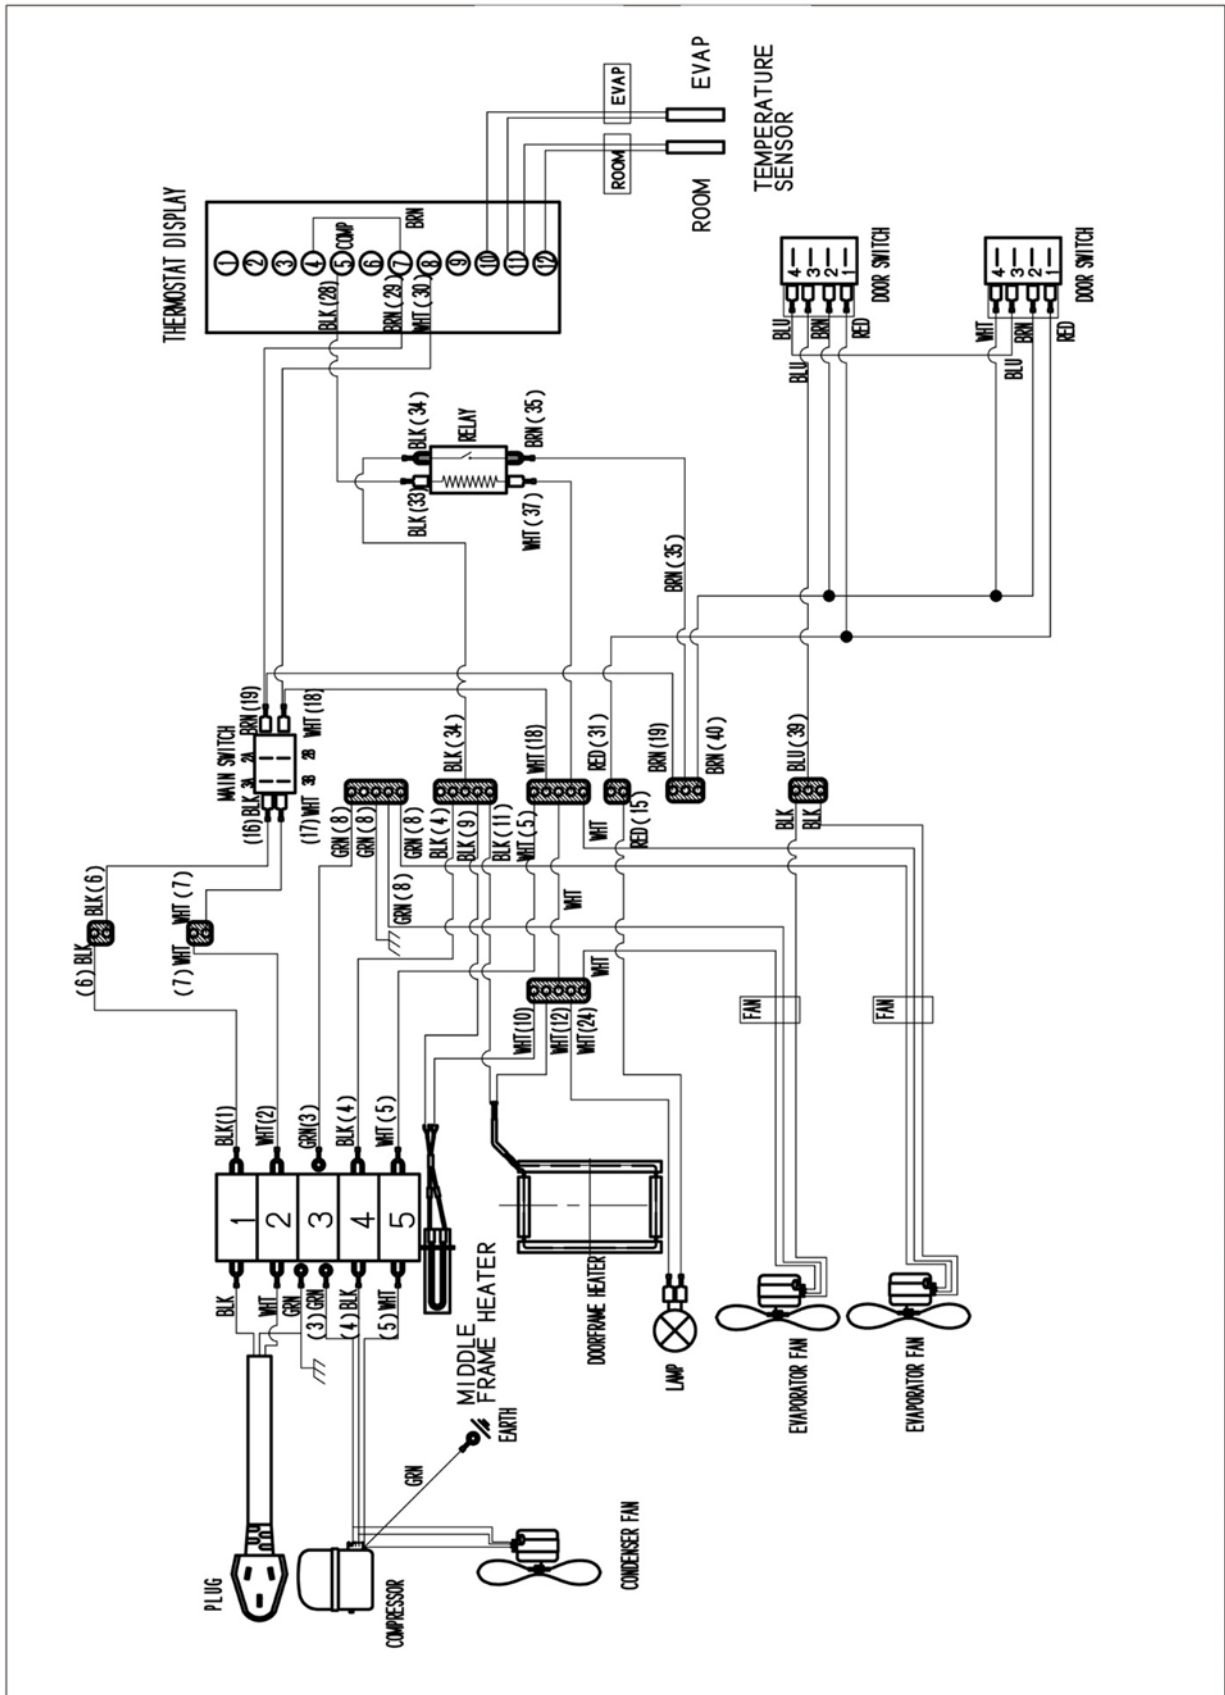 THERMOSTAT DISPLAY
1
2
3
4
5
6
7
8
9
10
11
12
COMP
BRN
BLK(28)
BRN(29)
WHT(30)
EVAP
ROOM
EVAP
ROOM
TEMPERATURE
SENSOR
4
3
2
1
DOOR SWITCH
BLU
BLU
BRN
RED
4
3
2
1
DOOR SWITCH
WHT
BLU
BRN
RED
BLK(34)
RELAY
BRN(35)
BLK(33)
WHT(37)
BRN(35)
MAIN SWITCH
BRN(19)
3A 2A
3B 2B
WHT(18)
(16)BLK
(17)WHT
BLK(34)
WHT(18)
RED(31)
BRN(19)
BRN(40)
BLU(39)
GRN(8)
GRN(8)
GRN(8)
GRN(8)
BLK(4)
BLK(9)
BLK(11)
WHT(5)
WHT
WHT
RED(15)
BLK
BLK
(6)BLK
BLK(6)
(7)WHT
WHT(7)
WHT(10)
WHT(12)
WHT(24)
WHT
FAN
FAN
BLK(1)
WHT(2)
GRN(3)
BLK(4)
WHT(5)
1
2
3
4
5
BLK
WHT
GRN
(3)GRN
(4)BLK
(5)WHT
MIDDLE
FRAME HEATER
DOORFRAME HEATER
LAMP
EVAPORATOR FAN
EVAPORATOR FAN
EARTH
GRN
PLUG
COMPRESSOR
CONDENSER FAN